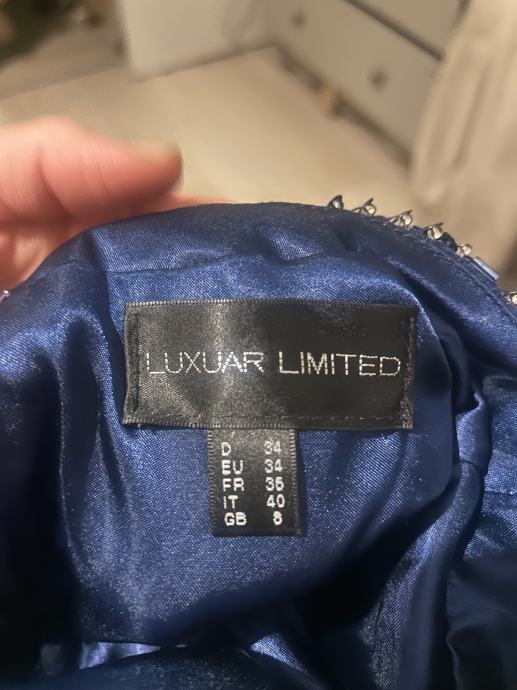 LUXUAR LIMITED
D 34
EU 34
FR 36
IT 40
GB 8